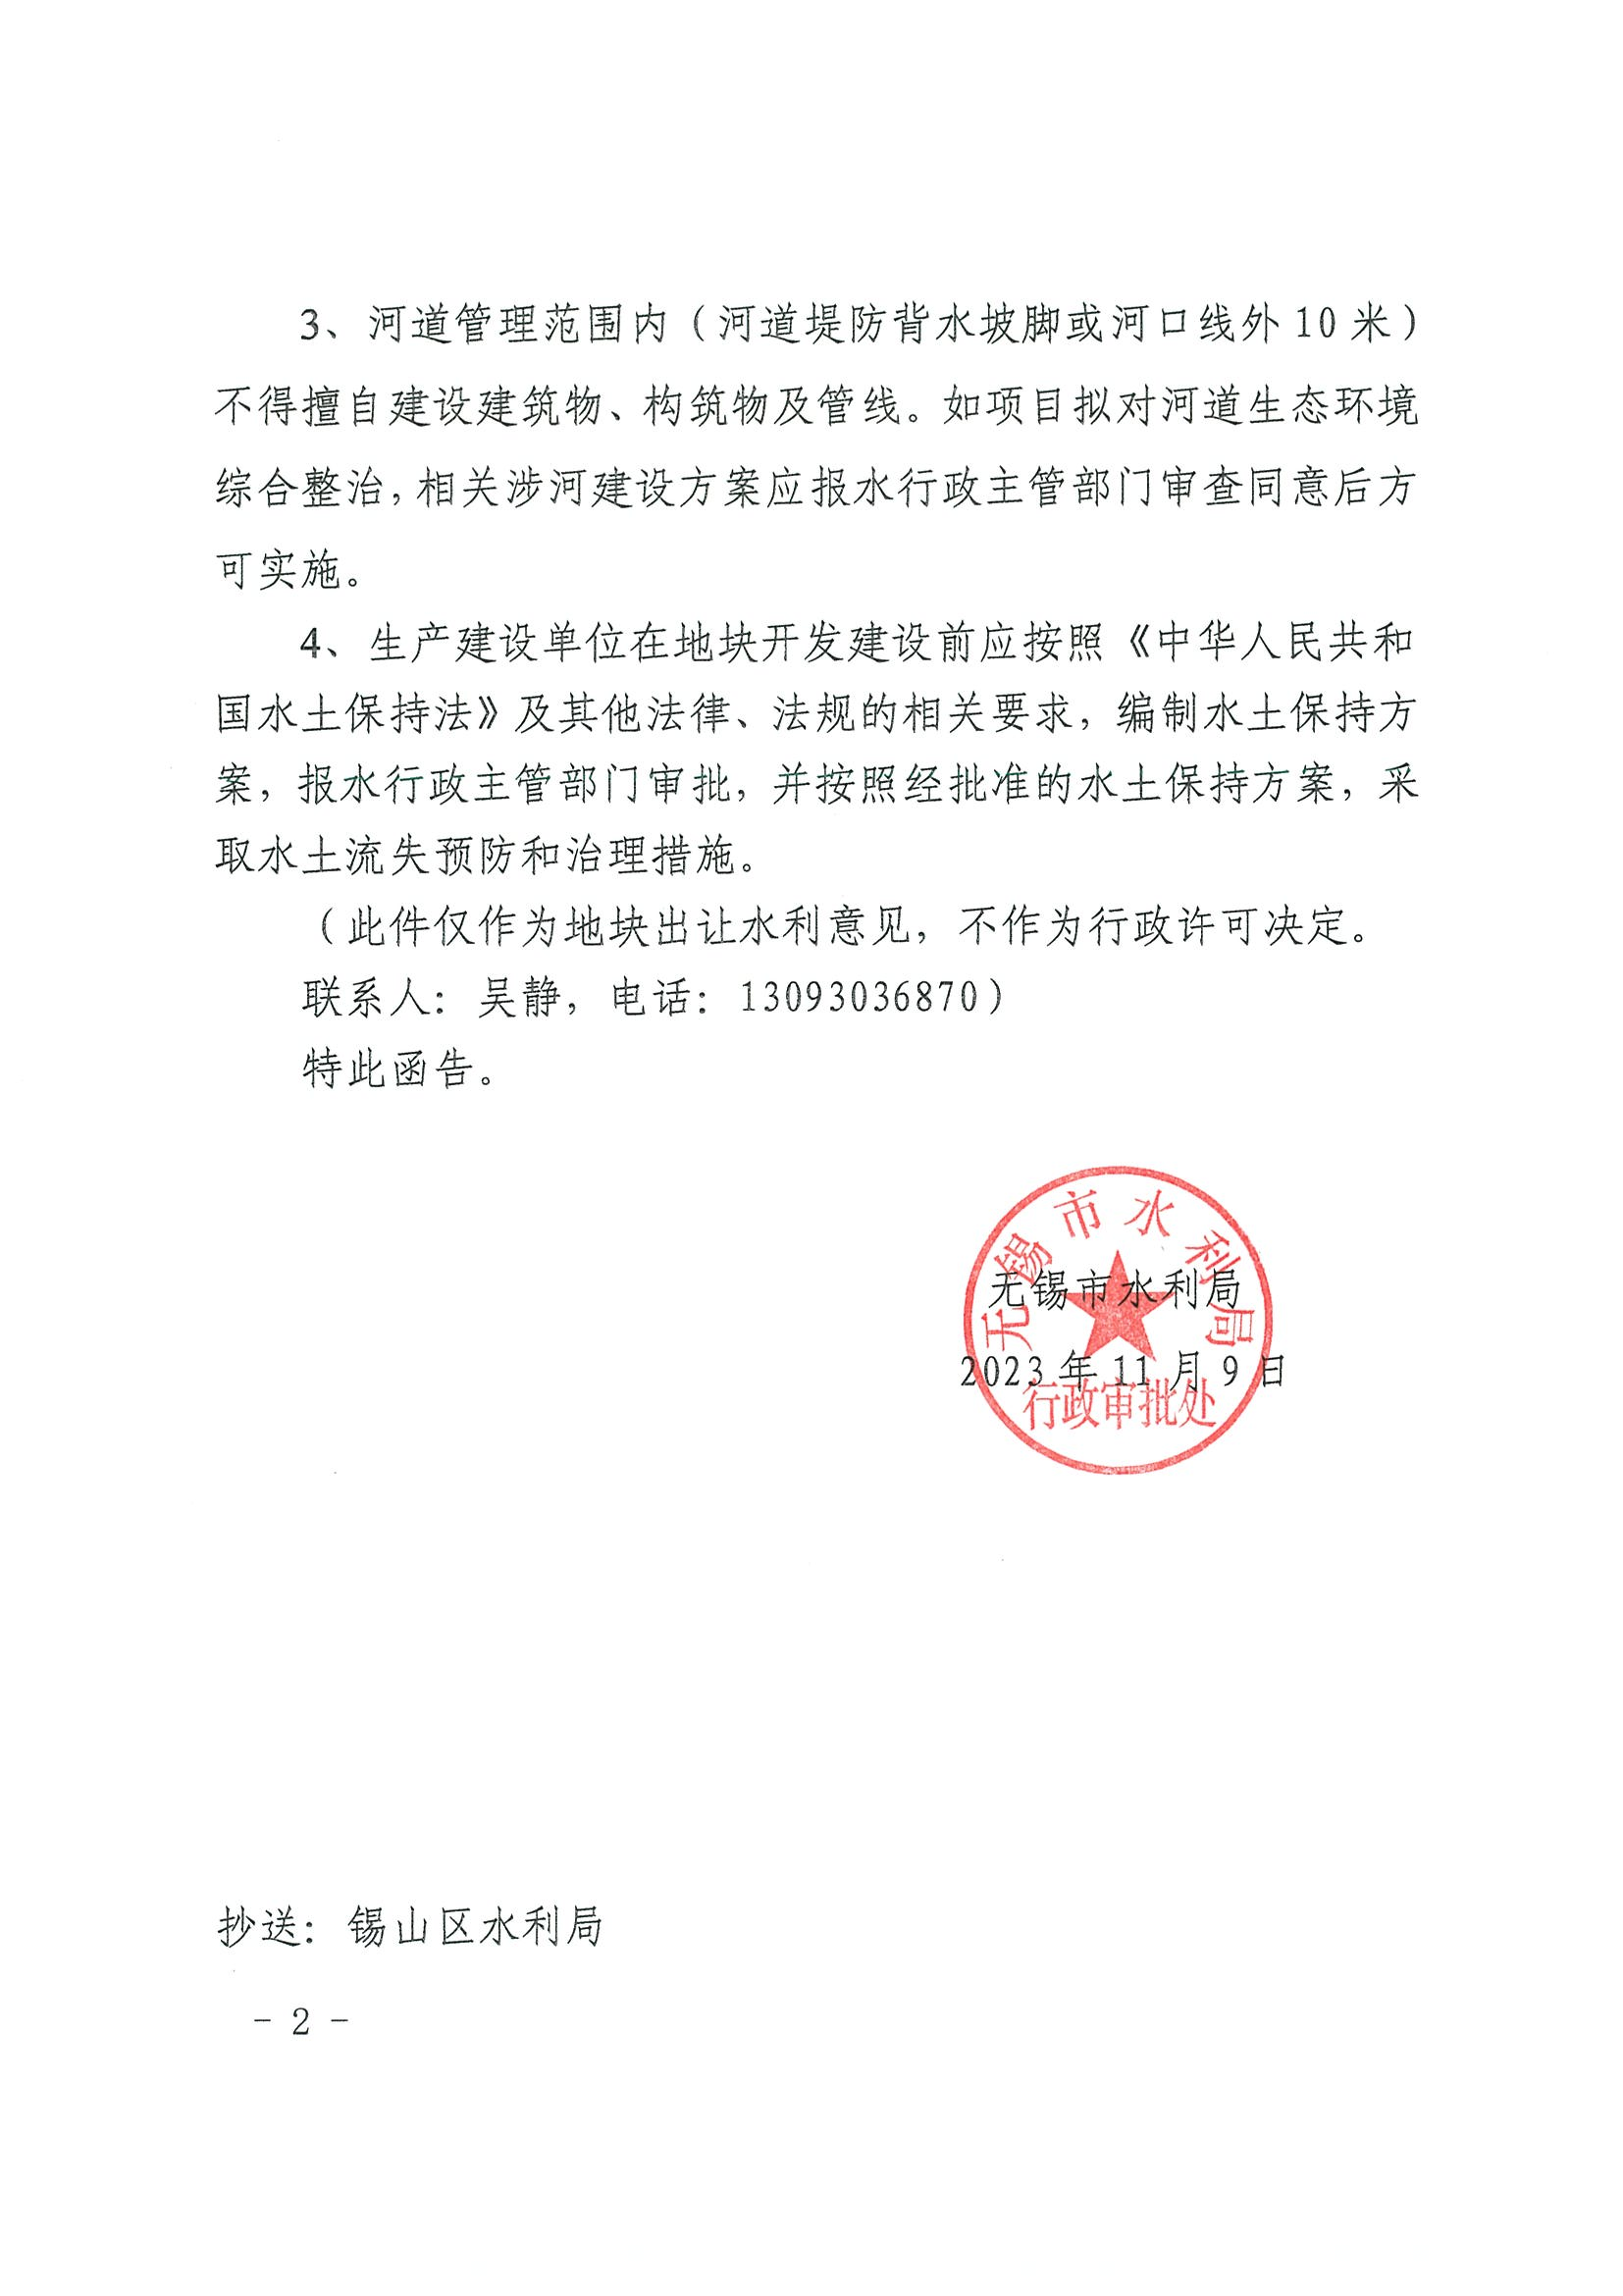 3、河道管理范围内（河道堤防背水坡脚或河口线外10米）
不得擅自建设建筑物、构筑物及管线。如项目拟对河道生态环境
综合整治，相关涉河建设方案应报水行政主管部门审查同意后方
可实施。
4、生产建设单位在地块开发建设前应按照《中华人民共和
国水土保持法》及其他法律、法规的相关要求，编制水土保持方
案，报水行政主管部门审批，并按照经批准的水土保持方案，采
取水土流失预防和治理措施。
（此件仅作为地块出让水利意见，不作为行政许可决定。
联系人：吴静，电话：13093036870）
特此函告。
无锡市水利局
无锡市水利局
2023年11月9日
行政审批处
抄送：锡山区水利局
- 2 -